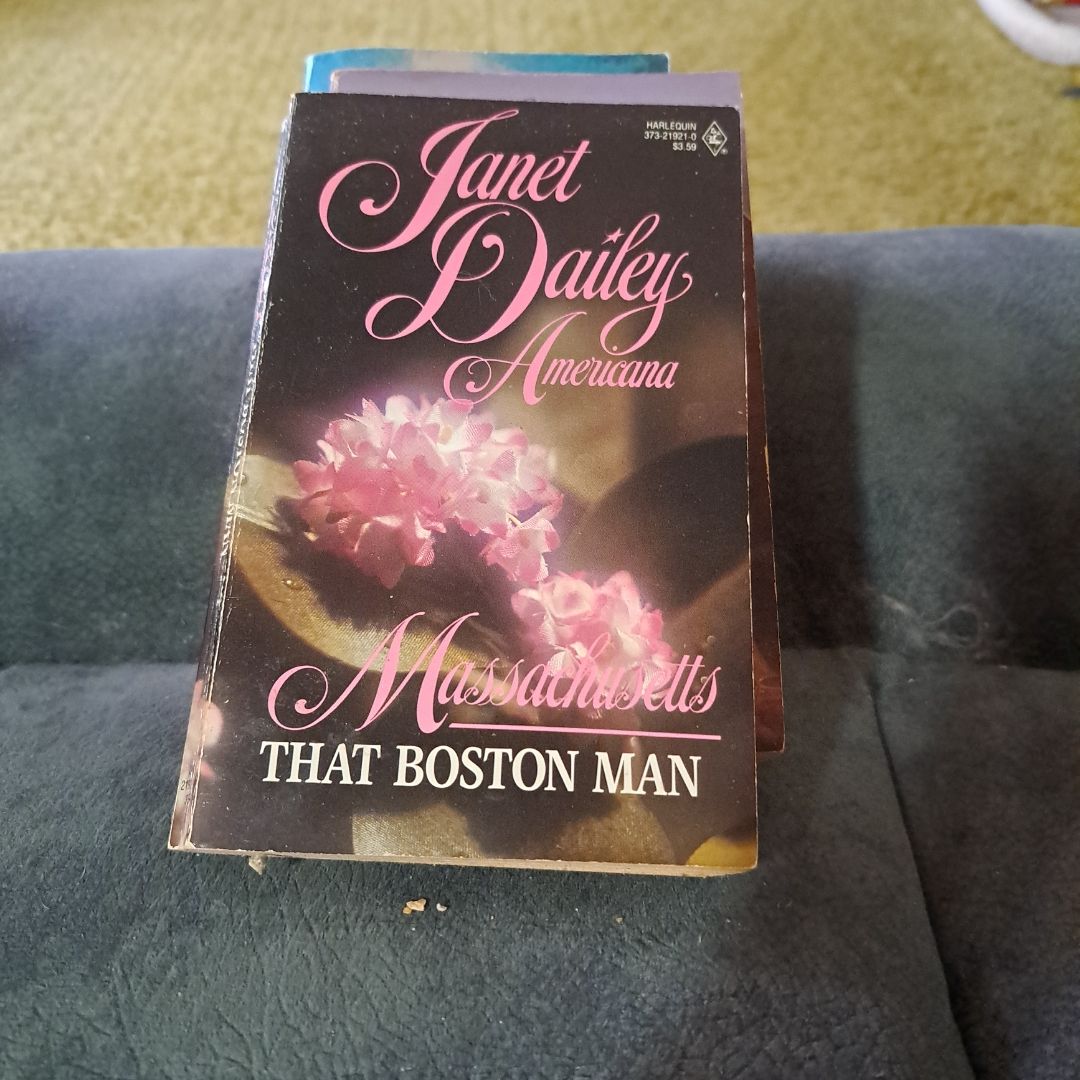 HARLEQUIN
373-21921-0
$3.59
Janet
Dailey
Americana
Massachusetts
THAT BOSTON MAN